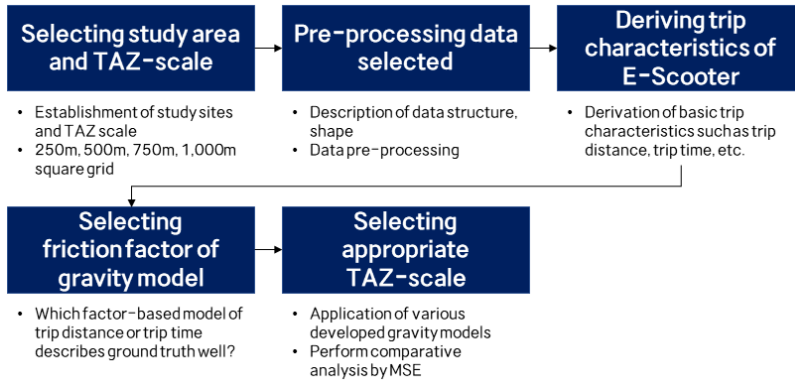 Selecting study area
and TAZ-scale
• Establishment of study sites
and TAZ scale
• 250m, 500m, 750m, 1,000m
square grid
Pre-processing data
selected
• Description of data structure,
shape
• Data pre-processing
Deriving trip
characteristics of
E-Scooter
• Derivation of basic trip
characteristics such as trip
distance, trip time, etc.
Selecting
friction factor of
gravity model
• Which factor-based model of
trip distance or trip time
describes ground truth well?
Selecting
appropriate
TAZ-scale
• Application of various
developed gravity models
• Perform comparative
analysis by MSE